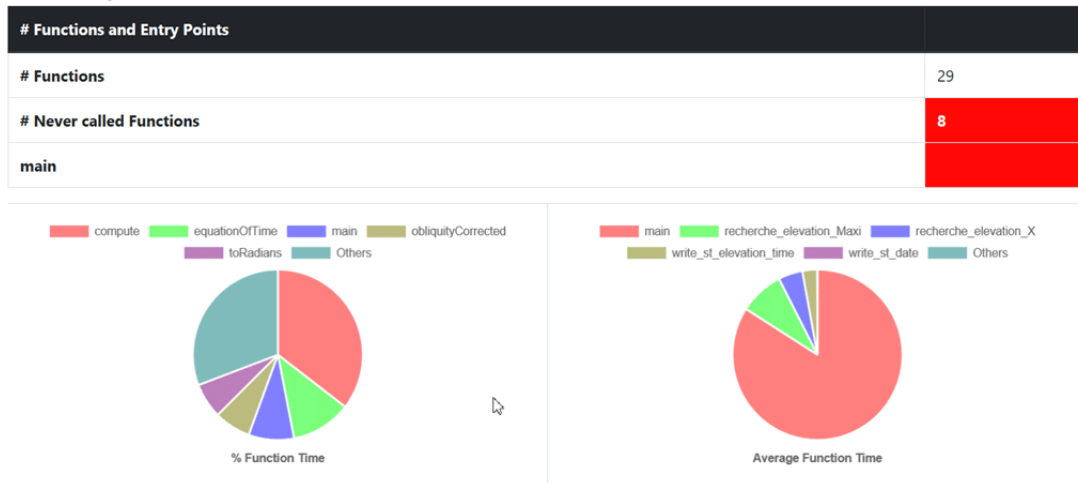 # Functions and Entry Points
# Functions 29
# Never called Functions 8
main
compute equationOfTime main obliquityCorrected
toRadians Others
% Function Time
main recherche_elevation_Maxi recherche_elevation_X
write_st_elevation_time write_st_date Others
Average Function Time